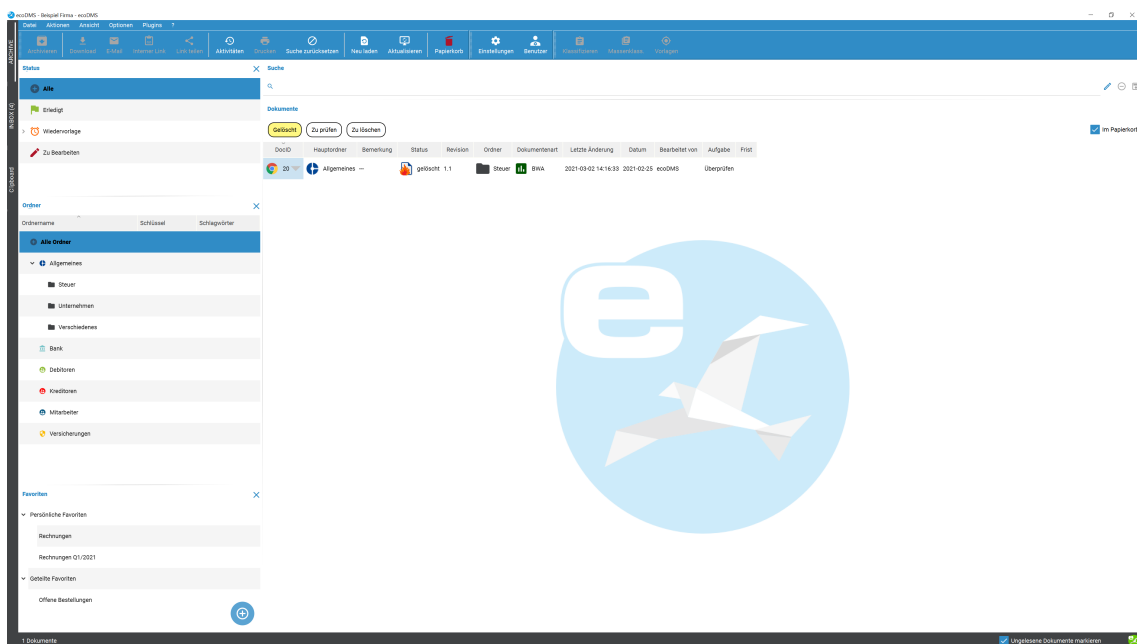 ecoDMS - Beispiel Firma - ecoDMS
Datei Aktionen Ansicht Optionen Plugins ?
Archivieren Download E-Mail Interner Link Link teilen Aktivitäten Drucken Suche zurücksetzen Neu laden Aktualisieren Papierkorb Einstellungen Benutzer Klassifizieren Massenklass. Vorlagen
ARCHIVE
INBOX (4)
Clipboard
Status
Alle
Erledigt
Wiedervorlage
Zu Bearbeiten
Ordner
Ordnername Schlüssel Schlagwörter
Alle Ordner
Allgemeines
Steuer
Unternehmen
Verschiedenes
Bank
Debitoren
Kreditoren
Mitarbeiter
Versicherungen
Favoriten
Persönliche Favoriten
Rechnungen
Rechnungen Q1/2021
Geteilte Favoriten
Offene Bestellungen
Suche
Dokumente
Gelöscht Zu prüfen Zu löschen
Im Papierkorb
DocID Hauptordner Bemerkung Status Revision Ordner Dokumentenart Letzte Änderung Datum Bearbeitet von Aufgabe Frist
20 Allgemeines — gelöscht 1.1 Steuer BWA 2021-03-02 14:16:33 2021-02-25 ecoDMS Überprüfen
e
1 Dokumente
Ungelesene Dokumente markieren